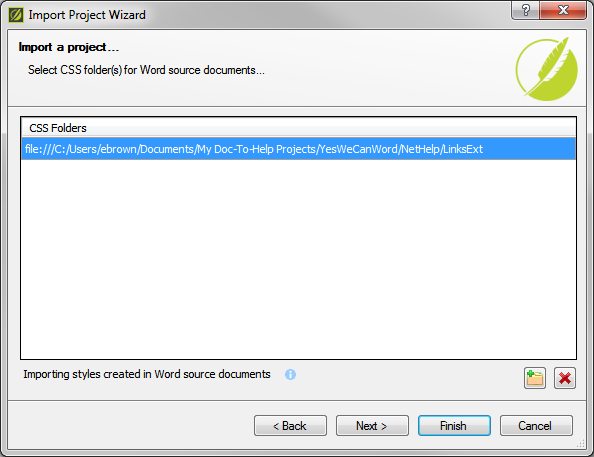 Import Project Wizard
?
Import a project...
Select CSS folder(s) for Word source documents...
CSS Folders
file:///C:/Users/ebrown/Documents/My Doc-To-Help Projects/YesWeCanWord/NetHelp/LinksExt
Importing styles created in Word source documents
< Back
Next >
Finish
Cancel